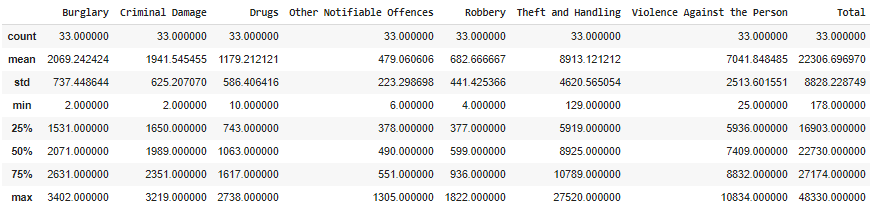 Burglary Criminal Damage Drugs Other Notifiable Offences Robbery Theft and Handling Violence Against the Person Total
count 33.000000 33.000000 33.000000 33.000000 33.000000 33.000000 33.000000 33.000000
mean 2069.242424 1941.545455 1179.212121 479.060606 682.666667 8913.121212 7041.848485 22306.696970
std 737.448644 625.207070 586.406416 223.298698 441.425366 4620.565054 2513.601551 8828.228749
min 2.000000 2.000000 10.000000 6.000000 4.000000 129.000000 25.000000 178.000000
25% 1531.000000 1650.000000 743.000000 378.000000 377.000000 5919.000000 5936.000000 16903.000000
50% 2071.000000 1989.000000 1063.000000 490.000000 599.000000 8925.000000 7409.000000 22730.000000
75% 2631.000000 2351.000000 1617.000000 551.000000 936.000000 10789.000000 8832.000000 27174.000000
max 3402.000000 3219.000000 2738.000000 1305.000000 1822.000000 27520.000000 10834.000000 48330.000000